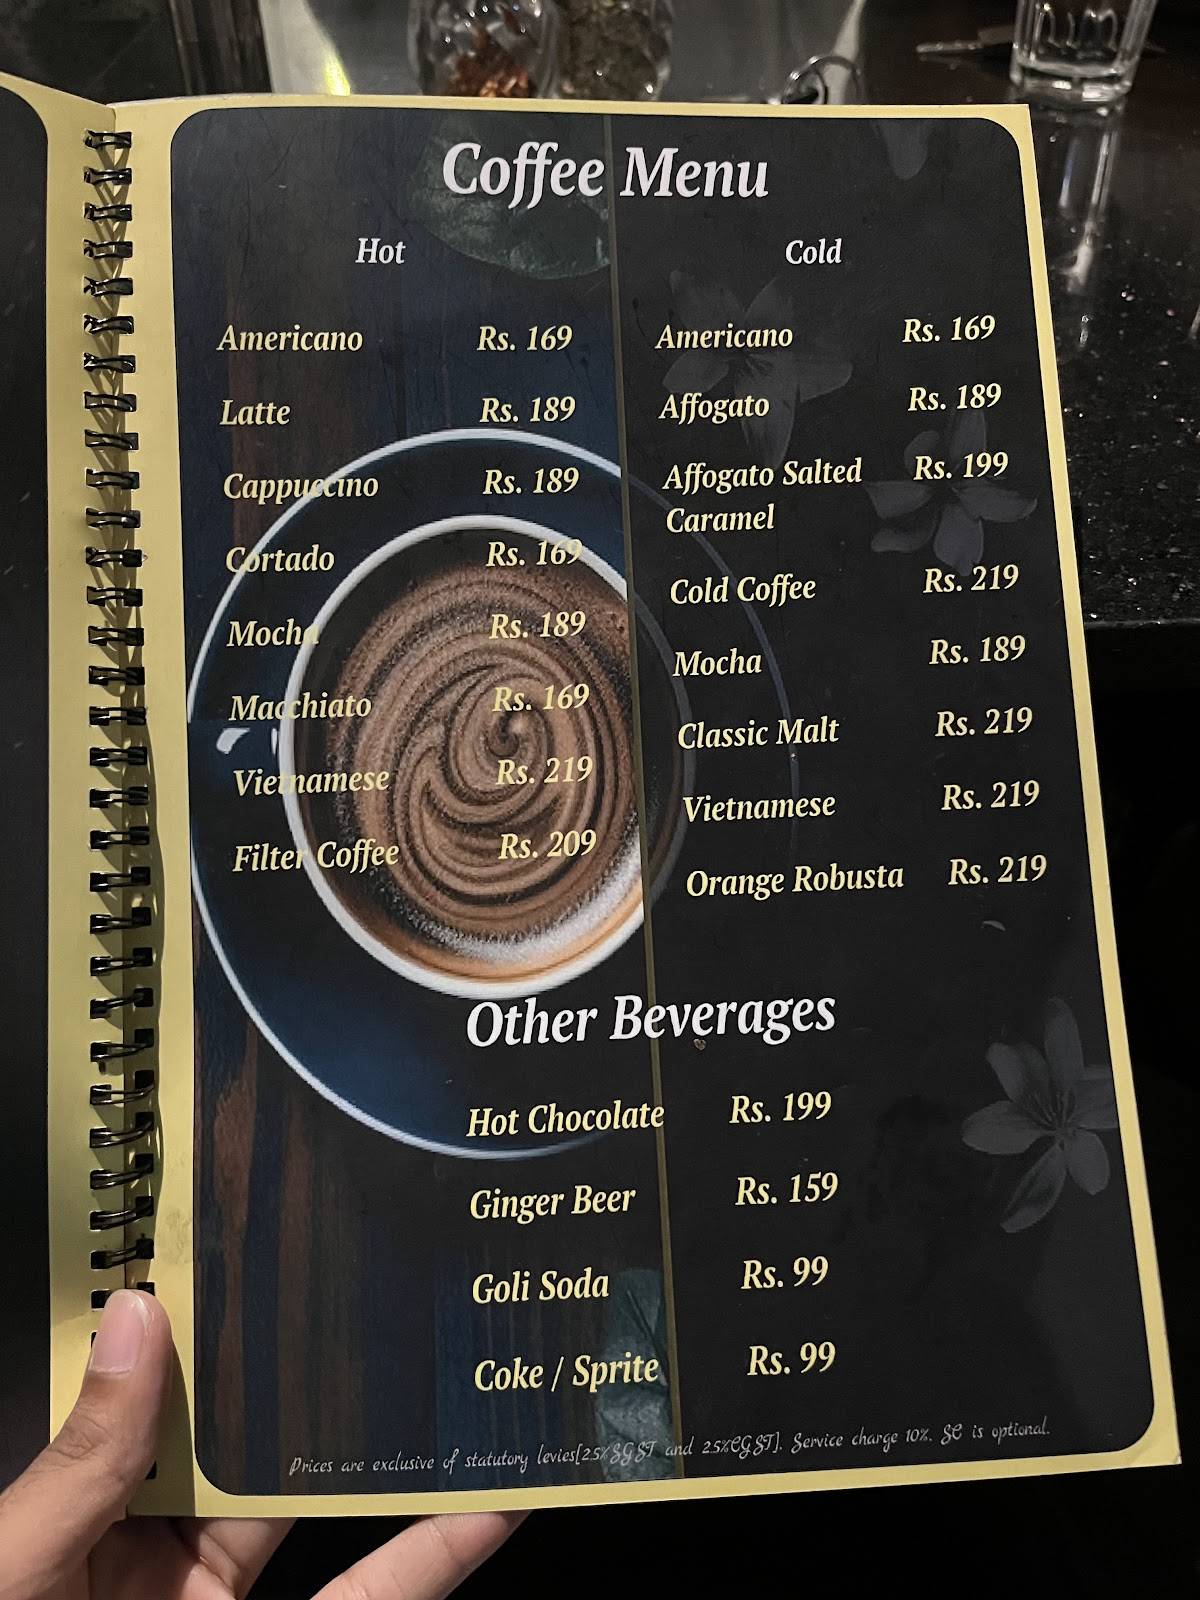 Coffee Menu
Hot
Americano Rs. 169
Latte Rs. 189
Cappuccino Rs. 189
Cortado Rs. 169
Mocha Rs. 189
Macchiato Rs. 169
Vietnamese Rs. 219
Filter Coffee Rs. 209
Cold
Americano Rs. 169
Affogato Rs. 189
Affogato Salted Rs. 199
Caramel
Cold Coffee Rs. 219
Mocha Rs. 189
Classic Malt Rs. 219
Vietnamese Rs. 219
Orange Robusta Rs. 219
Other Beverages
Hot Chocolate Rs. 199
Ginger Beer Rs. 159
Goli Soda Rs. 99
Coke / Sprite Rs. 99
Prices are exclusive of statutory levies[2.5%SGST and 2.5%CGST]. Service charge 10%. SC is optional.